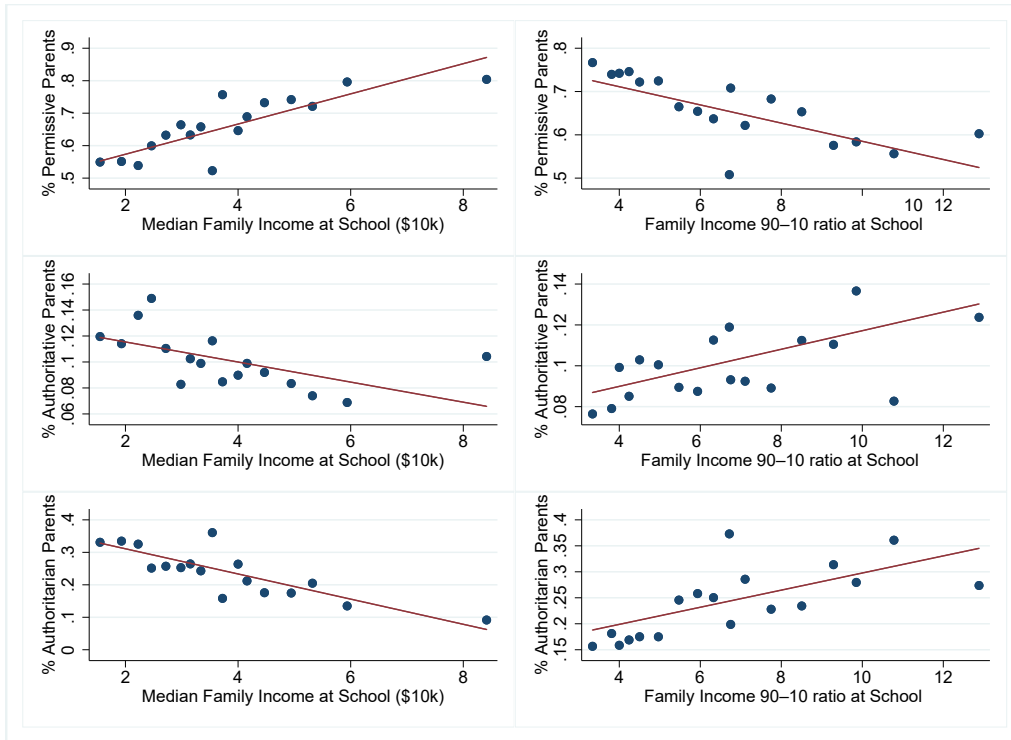 % Permissive Parents
.9
.8
.7
.6
.5
2 4 6 8
Median Family Income at School ($10k)
% Permissive Parents
.8
.7
.6
.5
4 6 8 10 12
Family Income 90–10 ratio at School
% Authoritative Parents
.16
.14
.12
.1
.08
.06
2 4 6 8
Median Family Income at School ($10k)
% Authoritative Parents
.14
.12
.1
.08
4 6 8 10 12
Family Income 90–10 ratio at School
% Authoritarian Parents
.4
.3
.2
.1
0
2 4 6 8
Median Family Income at School ($10k)
% Authoritarian Parents
.4
.35
.3
.25
.2
.15
4 6 8 10 12
Family Income 90–10 ratio at School